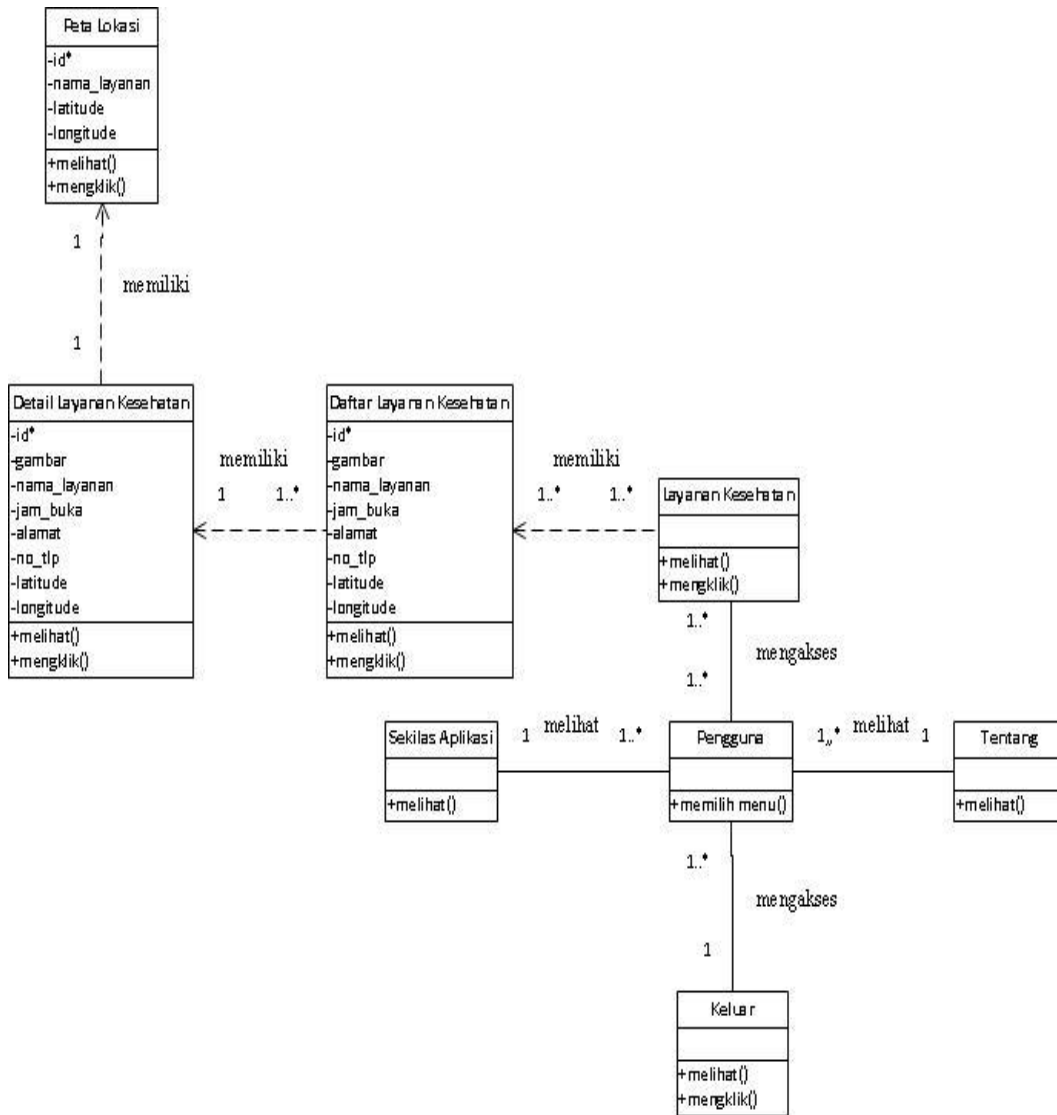 Peta Lokasi
-id*
-nama_layanan
-latitude
-longitude
+melihat()
+mengklik()
1
memiliki
1
Detail Layanan Kesehatan
-id*
-gambar
-nama_layanan
-jam_buka
-alamat
-no_tlp
-latitude
-longitude
+melihat()
+mengklik()
memiliki
1 1..*
Daftar Layanan Kesehatan
-id*
-gambar
-nama_layanan
-jam_buka
-alamat
-no_tlp
-latitude
-longitude
+melihat()
+mengklik()
memiliki
1..* 1..*
Layanan Kesehatan
+melihat()
+mengklik()
1..*
mengakses
1..*
Sekilas Aplikasi
+melihat()
1 melihat 1..*
Pengguna
+memilih menu()
1,,* melihat 1
Tentang
+melihat()
1..*
mengakses
1
Keluar
+melihat()
+mengklik()